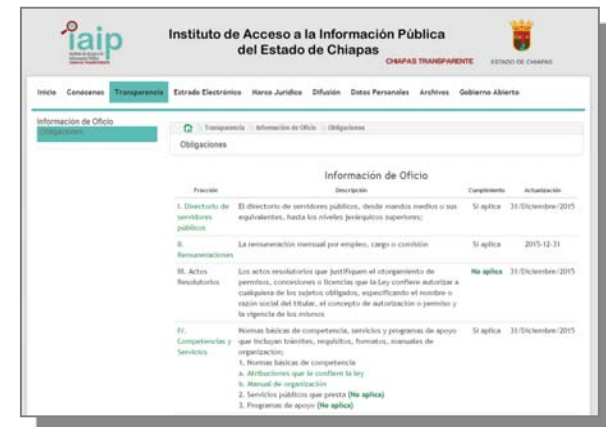 iaip
Instituto de Acceso a la Información Pública
del Estado de Chiapas
CHIAPAS TRANSPARENTE
ESTADO DE CHIAPAS
Inicio Conócenos Transparencia Estrado Electrónico Marco Jurídico Difusión Datos Personales Archivos Gobierno Abierto
Información de Oficio
Obligaciones
Transparencia Información de Oficio Obligaciones
Obligaciones
Información de Oficio
Fracción Descripción Cumplimiento Actualización
I. Directorio de El directorio de servidores públicos, desde mandos medios o sus Sí aplica 31/Diciembre/2015
servidores equivalentes, hasta los niveles jerárquicos superiores;
públicos
II. La remuneración mensual por empleo, cargo o comisión Sí aplica 2015-12-31
Remuneraciones
III. Actos Los actos resolutorios que justifiquen el otorgamiento de No aplica 31/Diciembre/2015
Resolutorios permisos, concesiones o licencias que la Ley confiere autorizar a
cualquiera de los sujetos obligados, especificando el nombre o
razón social del titular, el concepto de autorización o permiso y
la vigencia de los mismos
IV. Normas básicas de competencia, servicios y programas de apoyo Sí aplica 31/Diciembre/2015
Competencias y que incluyan trámites, requisitos, formatos, manuales de
Servicios organización;
1. Normas básicas de competencia
a. Atribuciones que le confiere la ley
b. Manual de organización
2. Servicios públicos que presta (No aplica)
3. Programas de apoyo (No aplica)